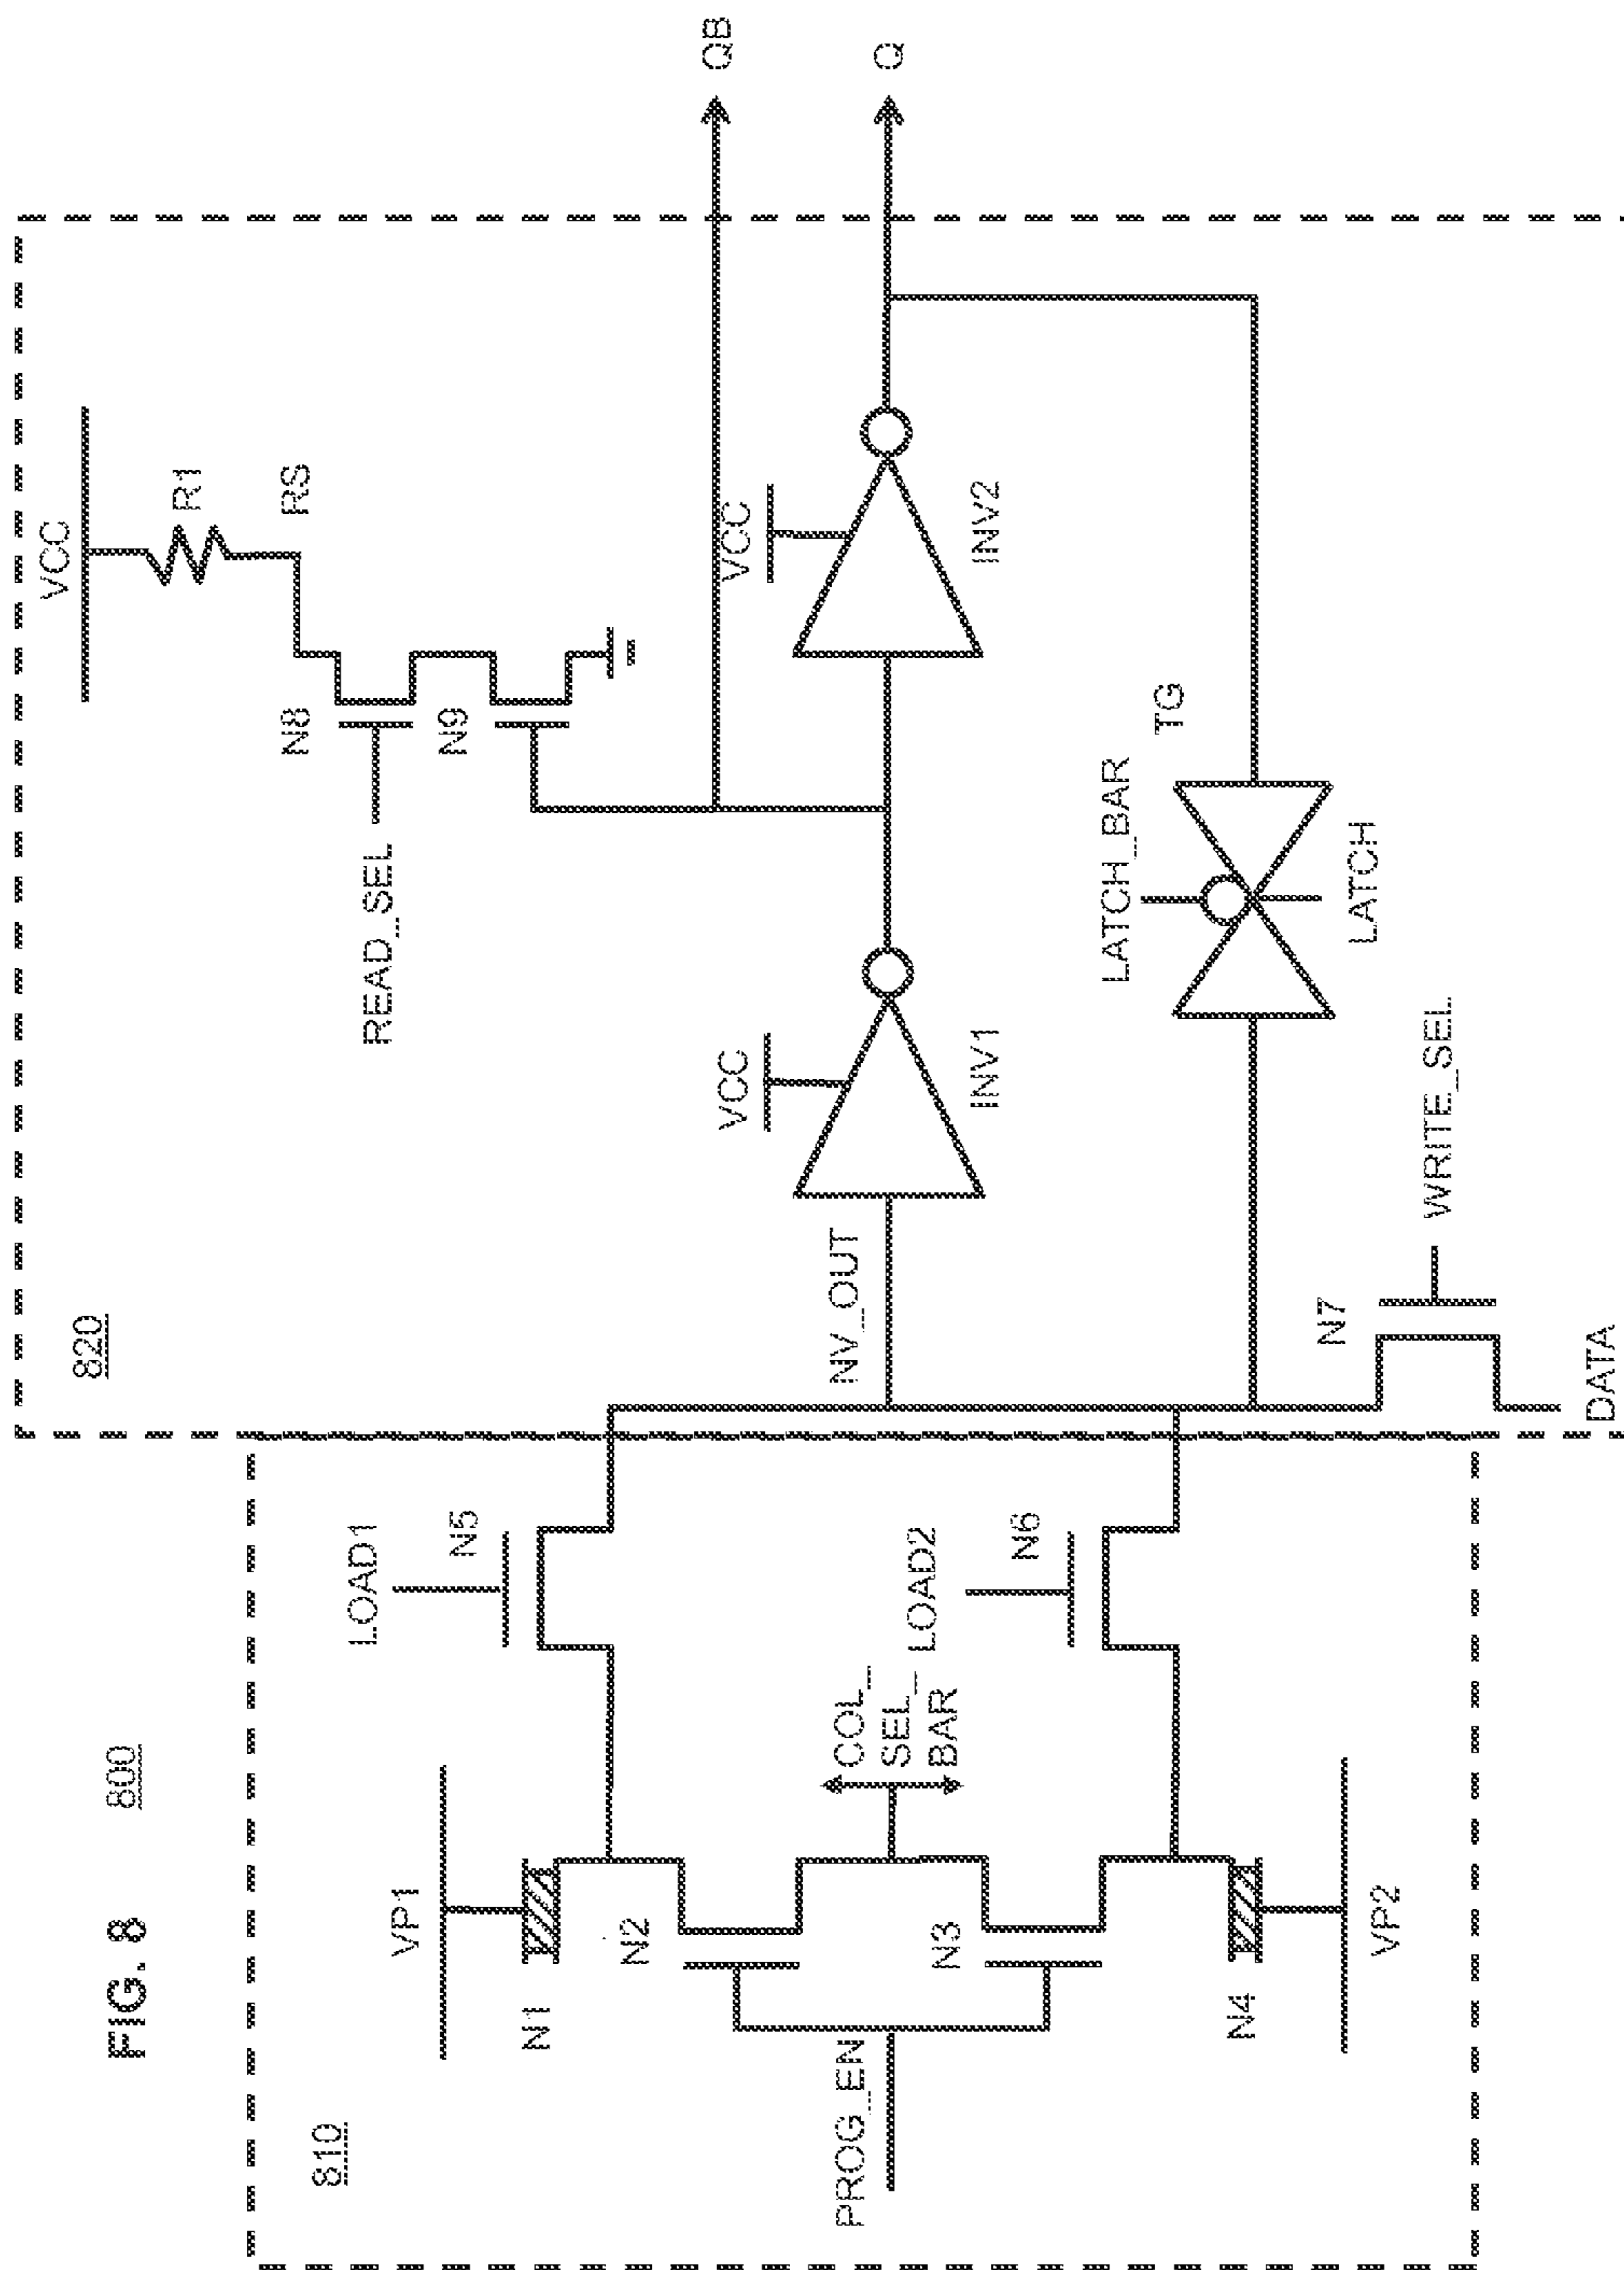 FIG. 8
800
810
820
VP1
N1
N2
PROG_EN
N3
N4
VP2
COL_
SEL_
BAR
LOAD1
N5
LOAD2
N6
NV_OUT
VCC
INV1
VCC
INV2
VCC
R1
RS
N8
READ_SEL
N9
QB
Q
LATCH_BAR
TG
LATCH
N7
WRITE_SEL
DATA